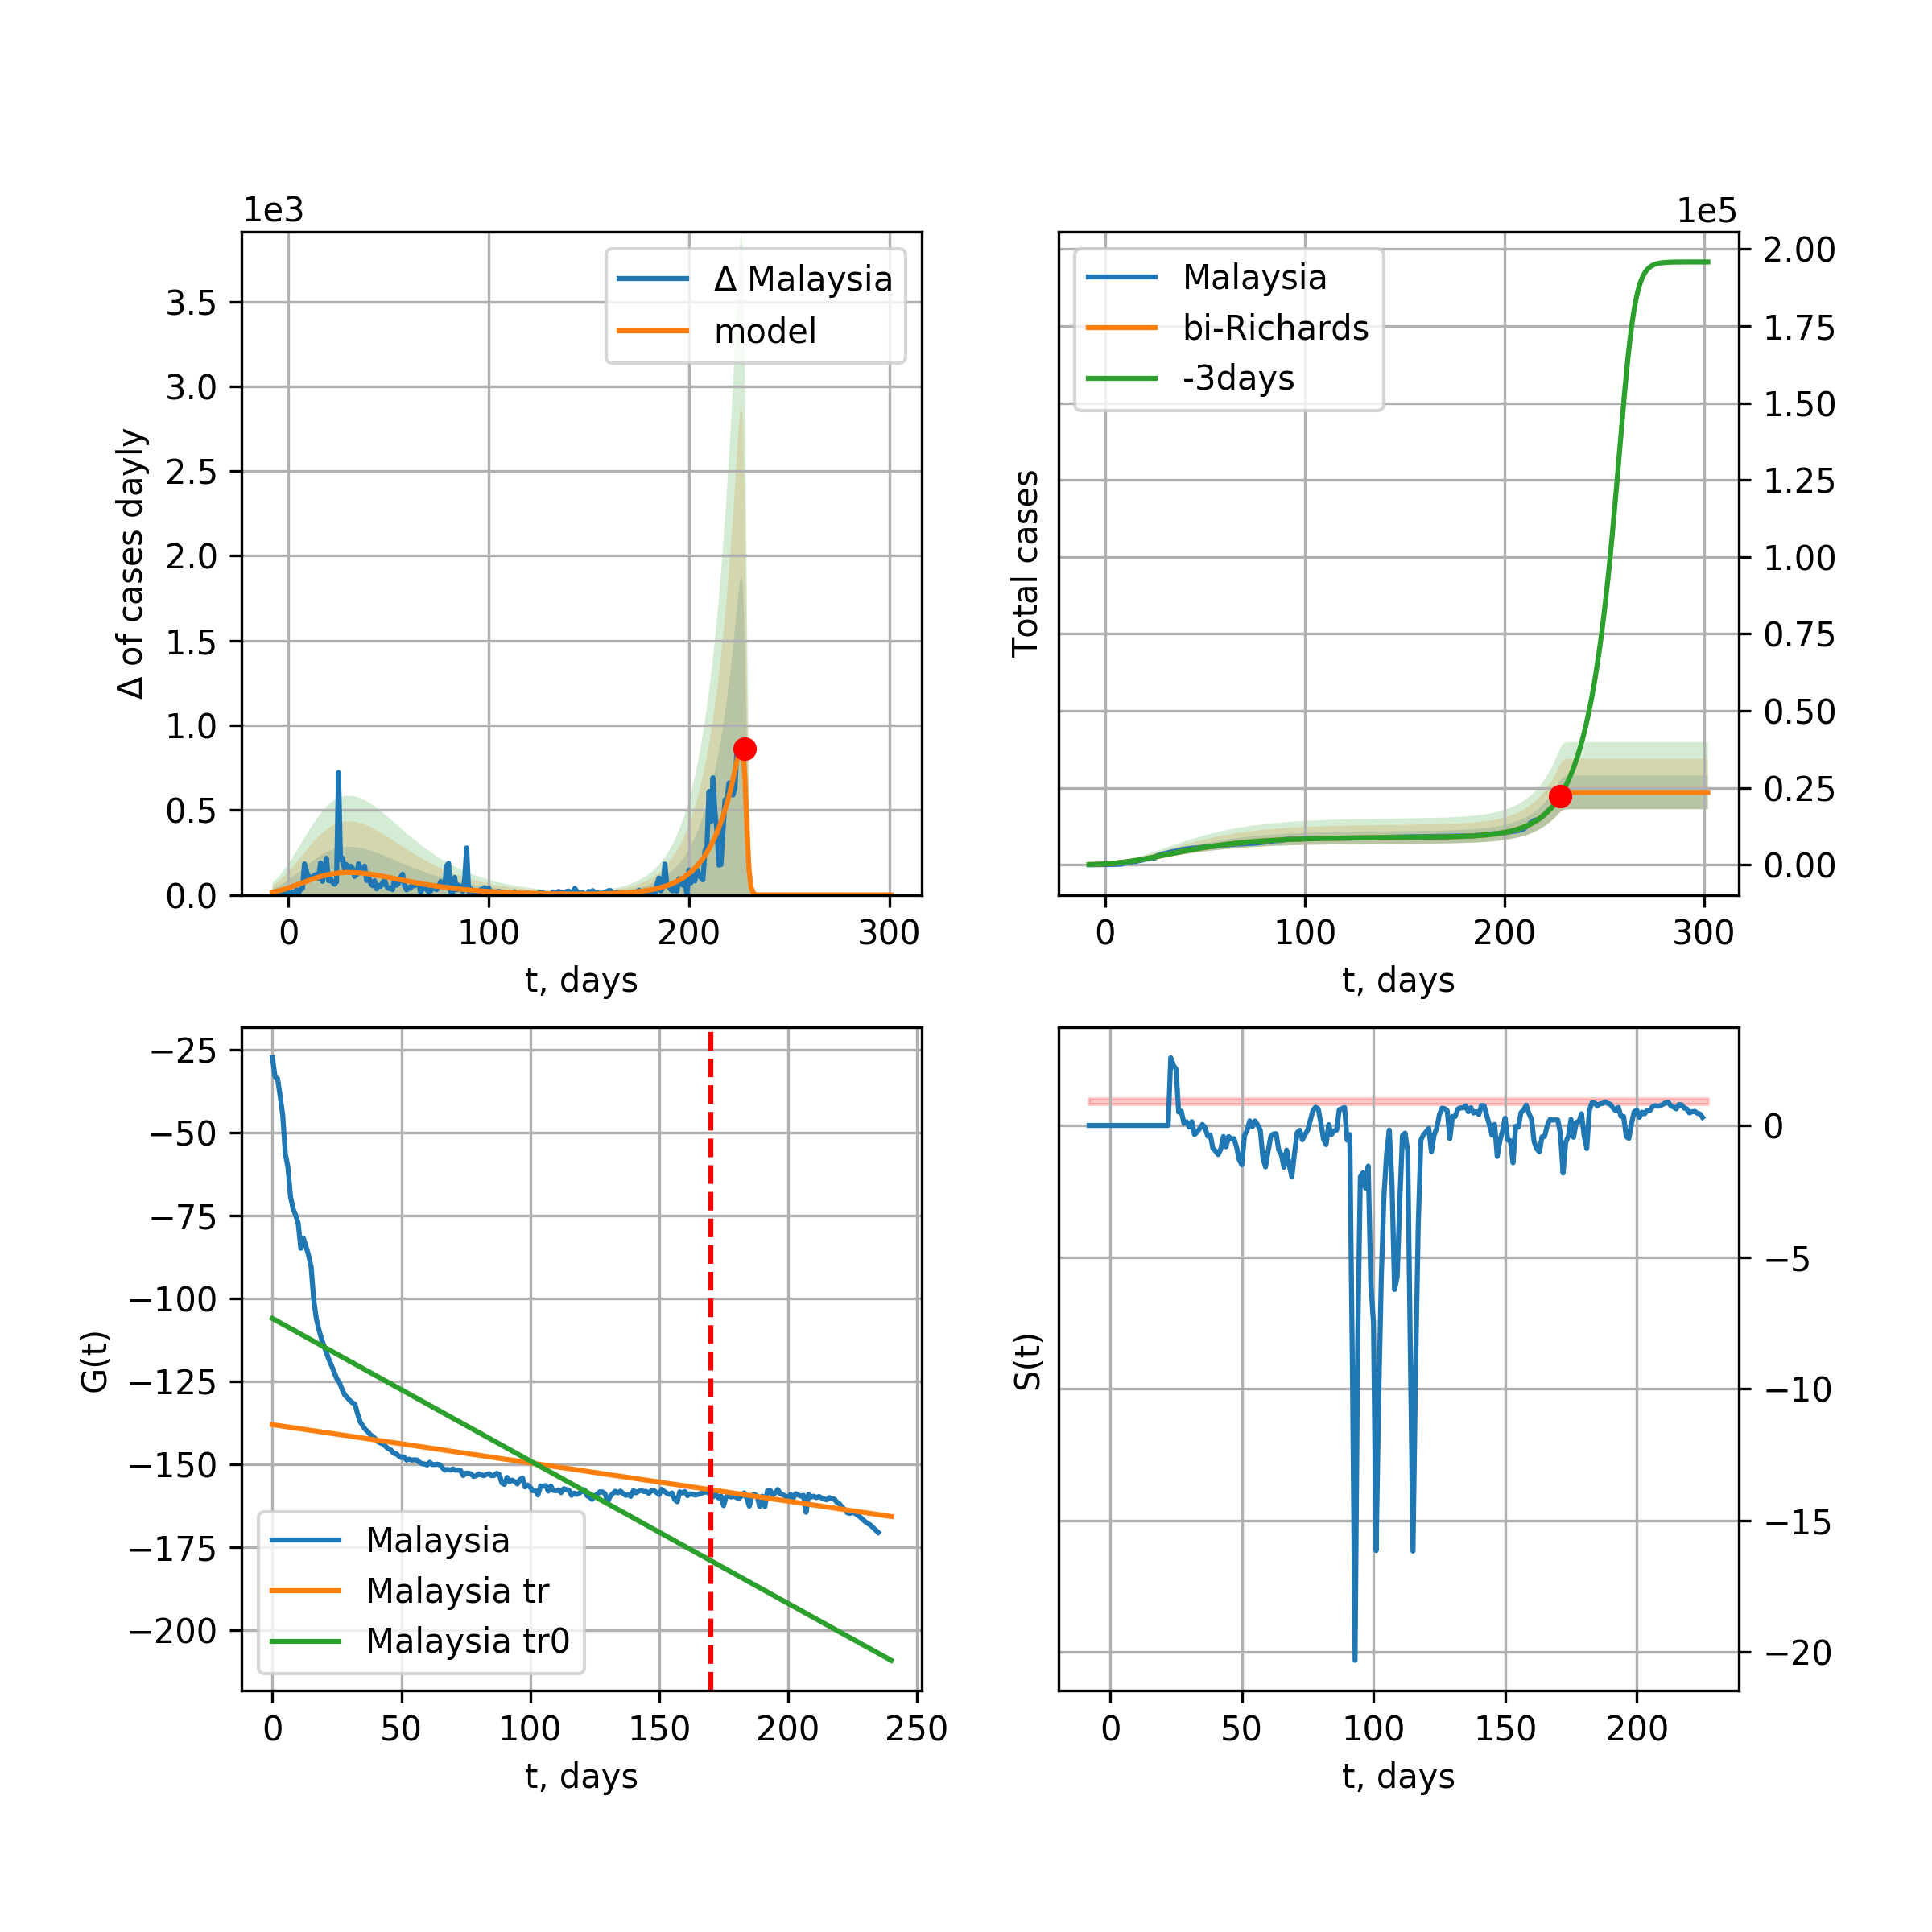 1e3
Δ of cases dayly
3.5
3.0
2.5
2.0
1.5
1.0
0.5
0.0
0 100 200 300
t, days
Δ Malaysia
model
1e5
Total cases
2.00
1.75
1.50
1.25
1.00
0.75
0.50
0.25
0.00
0 100 200 300
t, days
Malaysia
bi-Richards
-3days
G(t)
−25
−50
−75
−100
−125
−150
−175
−200
0 50 100 150 200 250
t, days
Malaysia
Malaysia tr
Malaysia tr0
S(t)
0
−5
−10
−15
−20
0 50 100 150 200
t, days